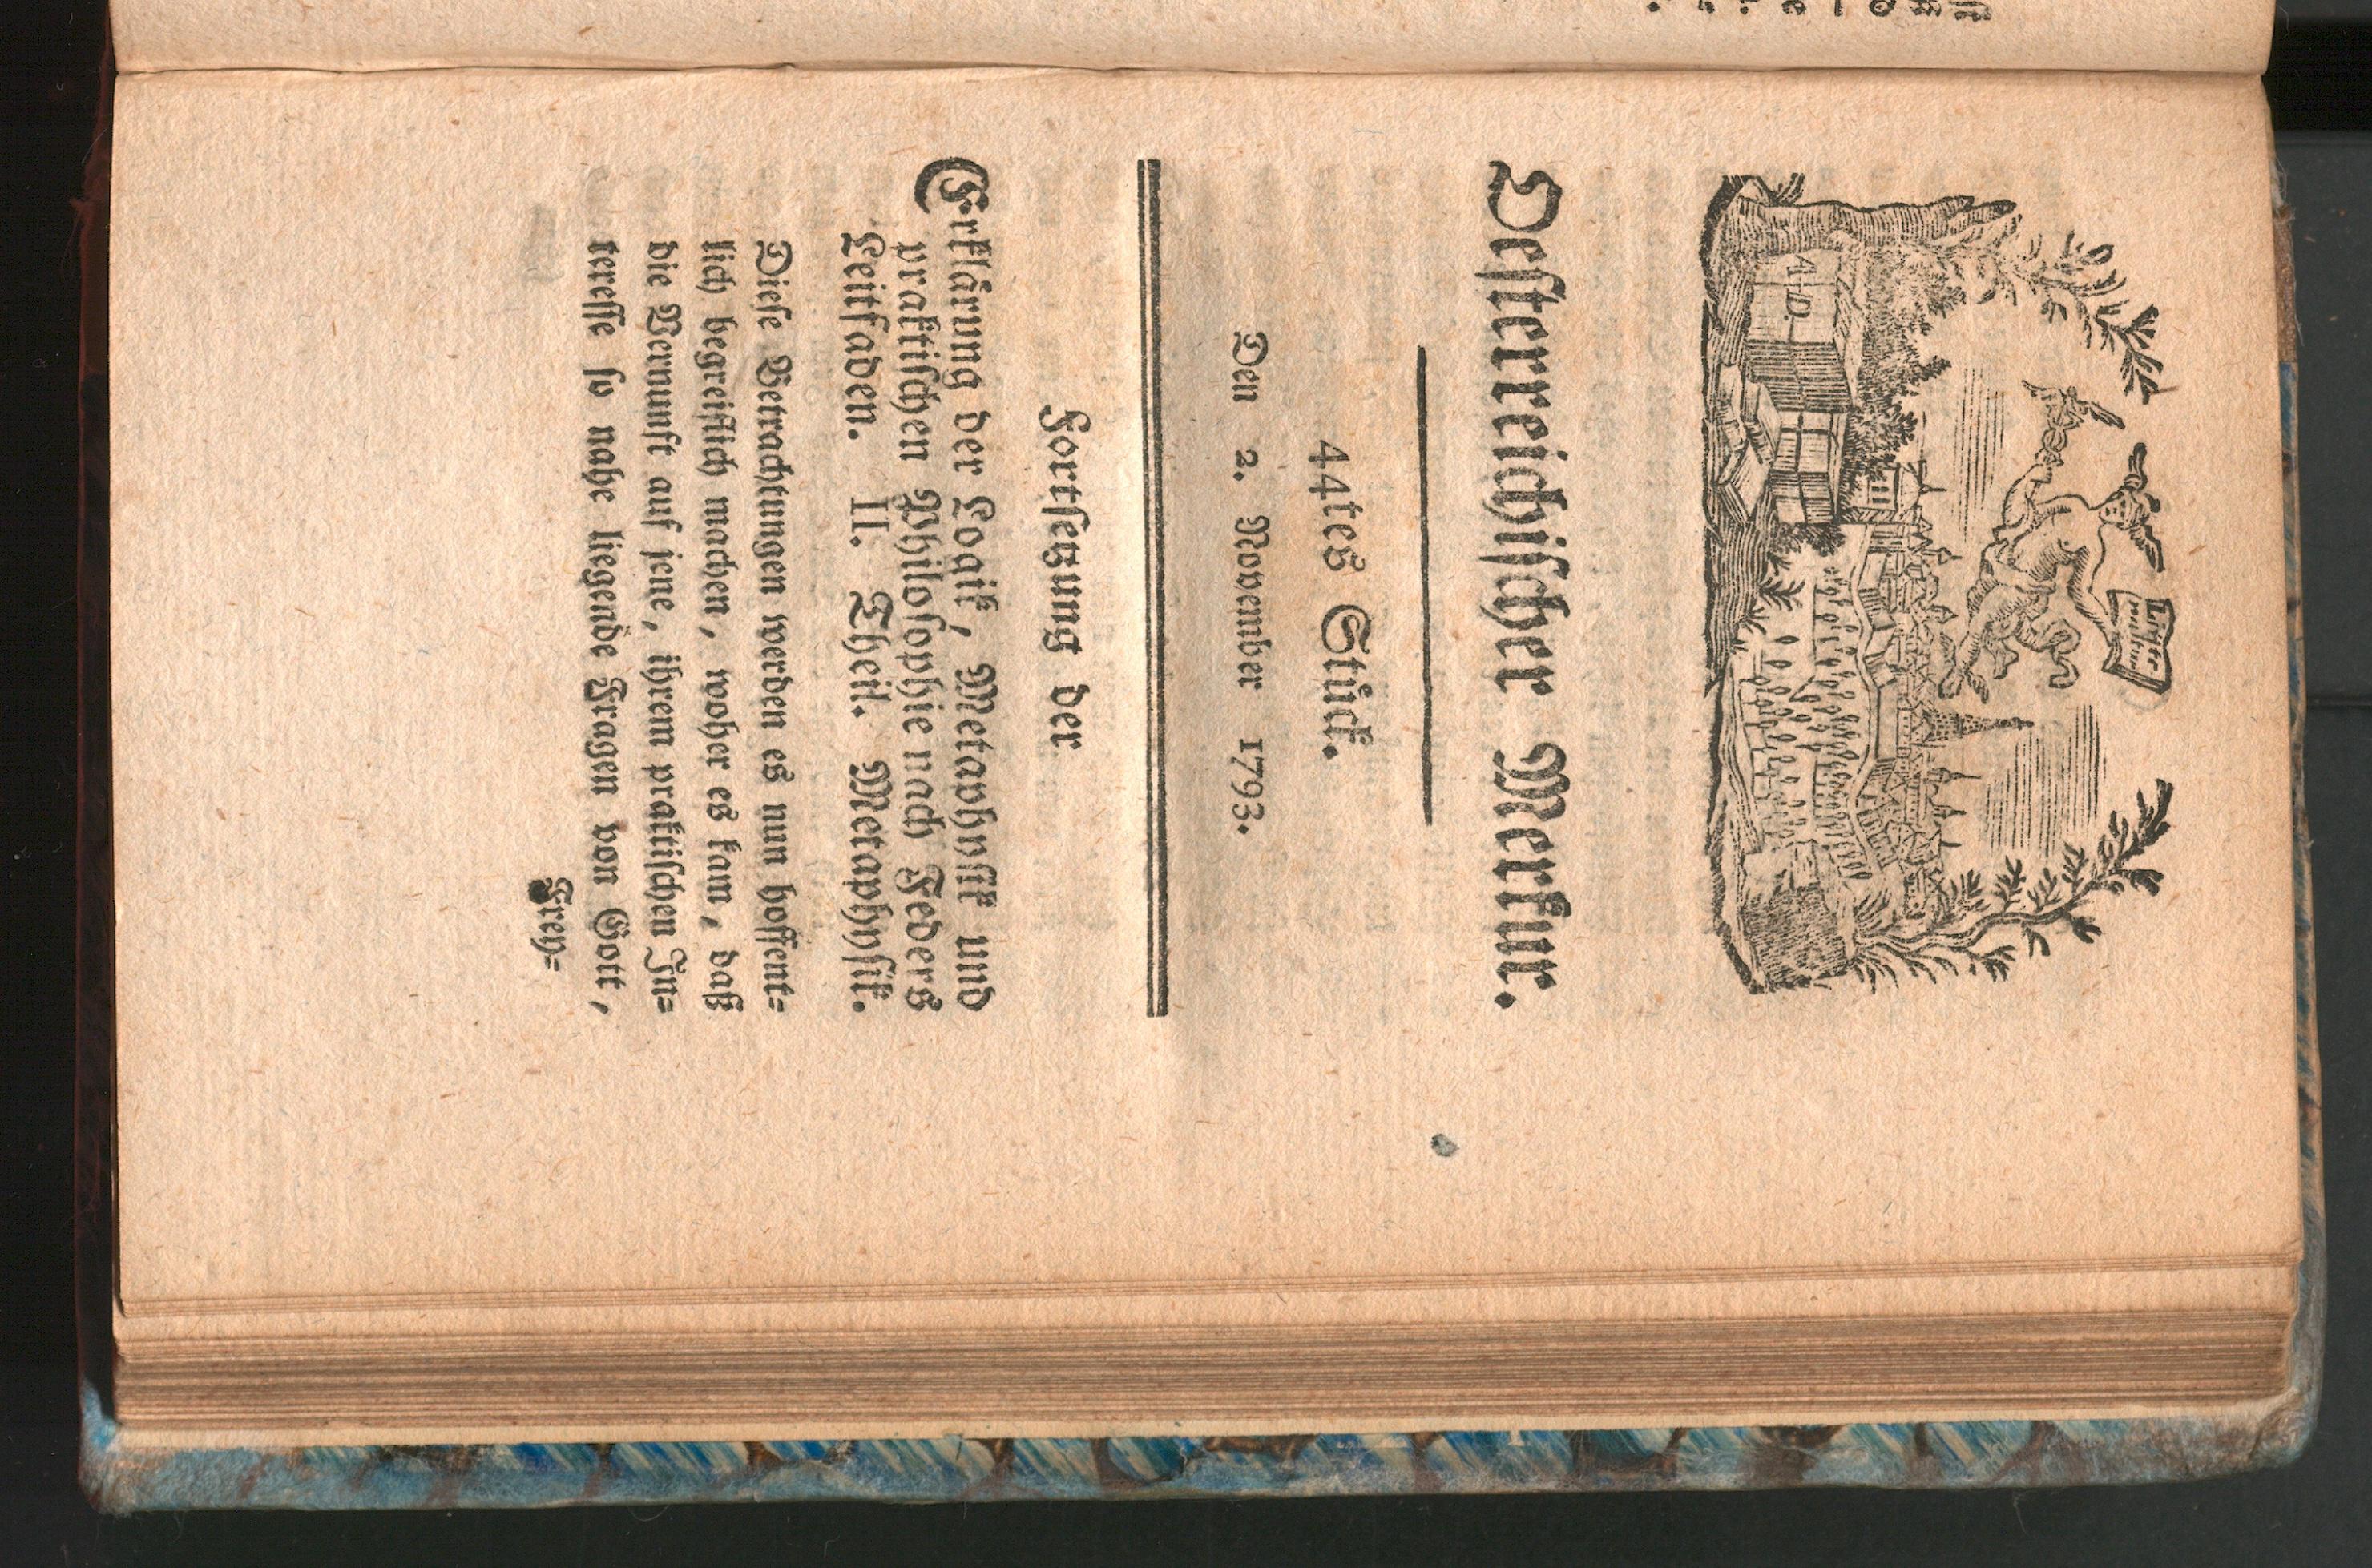 A·D.
Oesterreichischer Merkur.
44tes Stück.
Den 2. November 1793.
Fortsetzung der
Erklärung der Logik, Metaphysik und
praktischen Philosophie nach Feders
Leitfaden. II. Theil. Metaphysik.
Diese Betrachtungen werden es nun hoffent=
lich begreiflich machen, woher es kam, daß
die Vernunft auf jene, ihrem praktischen In=
teresse so nahe liegende Fragen von Gott,
Frey=